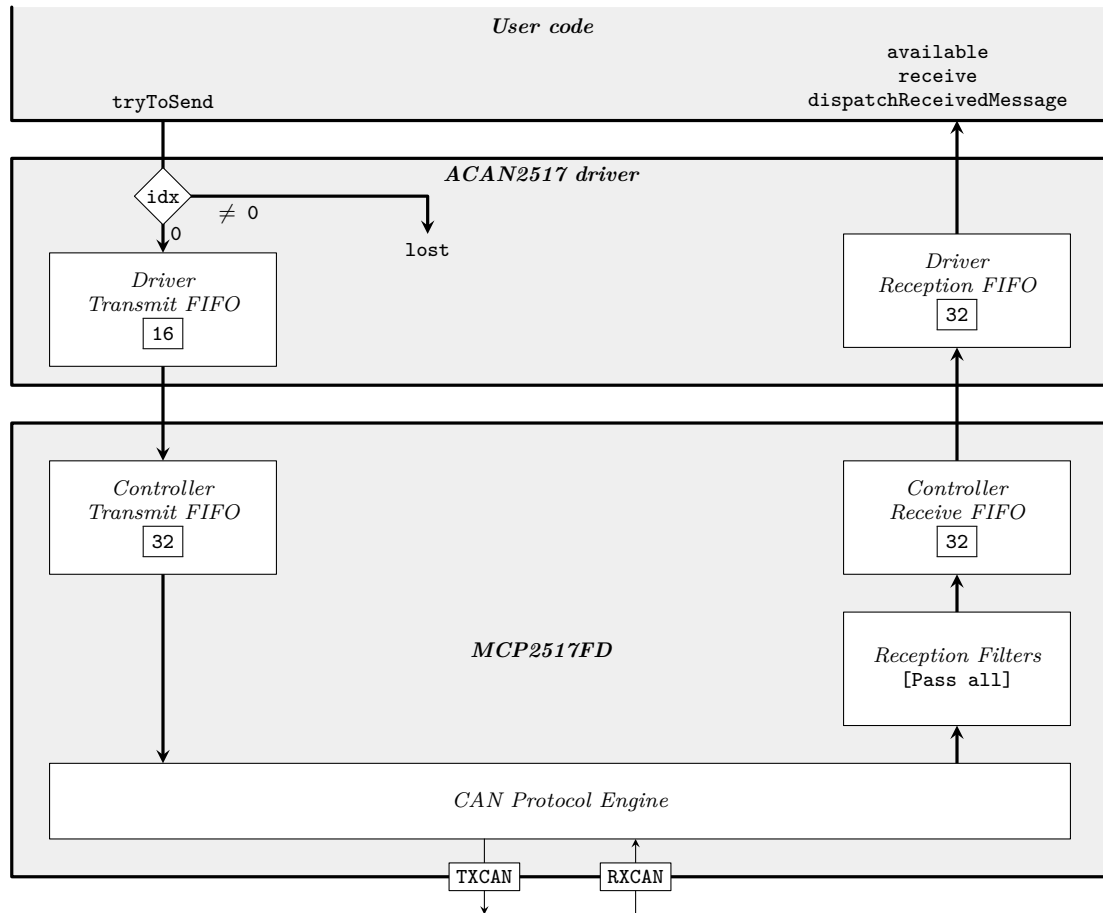 User code
available
receive
tryToSend
dispatchReceivedMessage
ACAN2517 driver
idx
≠ 0
0
lost
Driver
Transmit FIFO
16
Driver
Reception FIFO
32
Controller
Transmit FIFO
32
Controller
Receive FIFO
32
MCP2517FD
Reception Filters
[Pass all]
CAN Protocol Engine
TXCAN
RXCAN